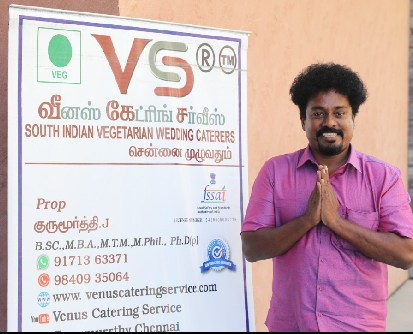 VEG
VS®™
வீனஸ் கேட்ரிங் சர்வீஸ்
SOUTH INDIAN VEGETARIAN WEDDING CATERERS
சென்னை முழுவதும்
fssai
Prop
குருமூர்த்தி.J
B.SC.,M.B.A.,M.T.M.,M.Phil., Ph.D(p)
91713 63371
98409 35064
www. venuscateringservice.com
Venus Catering Service
Chennai